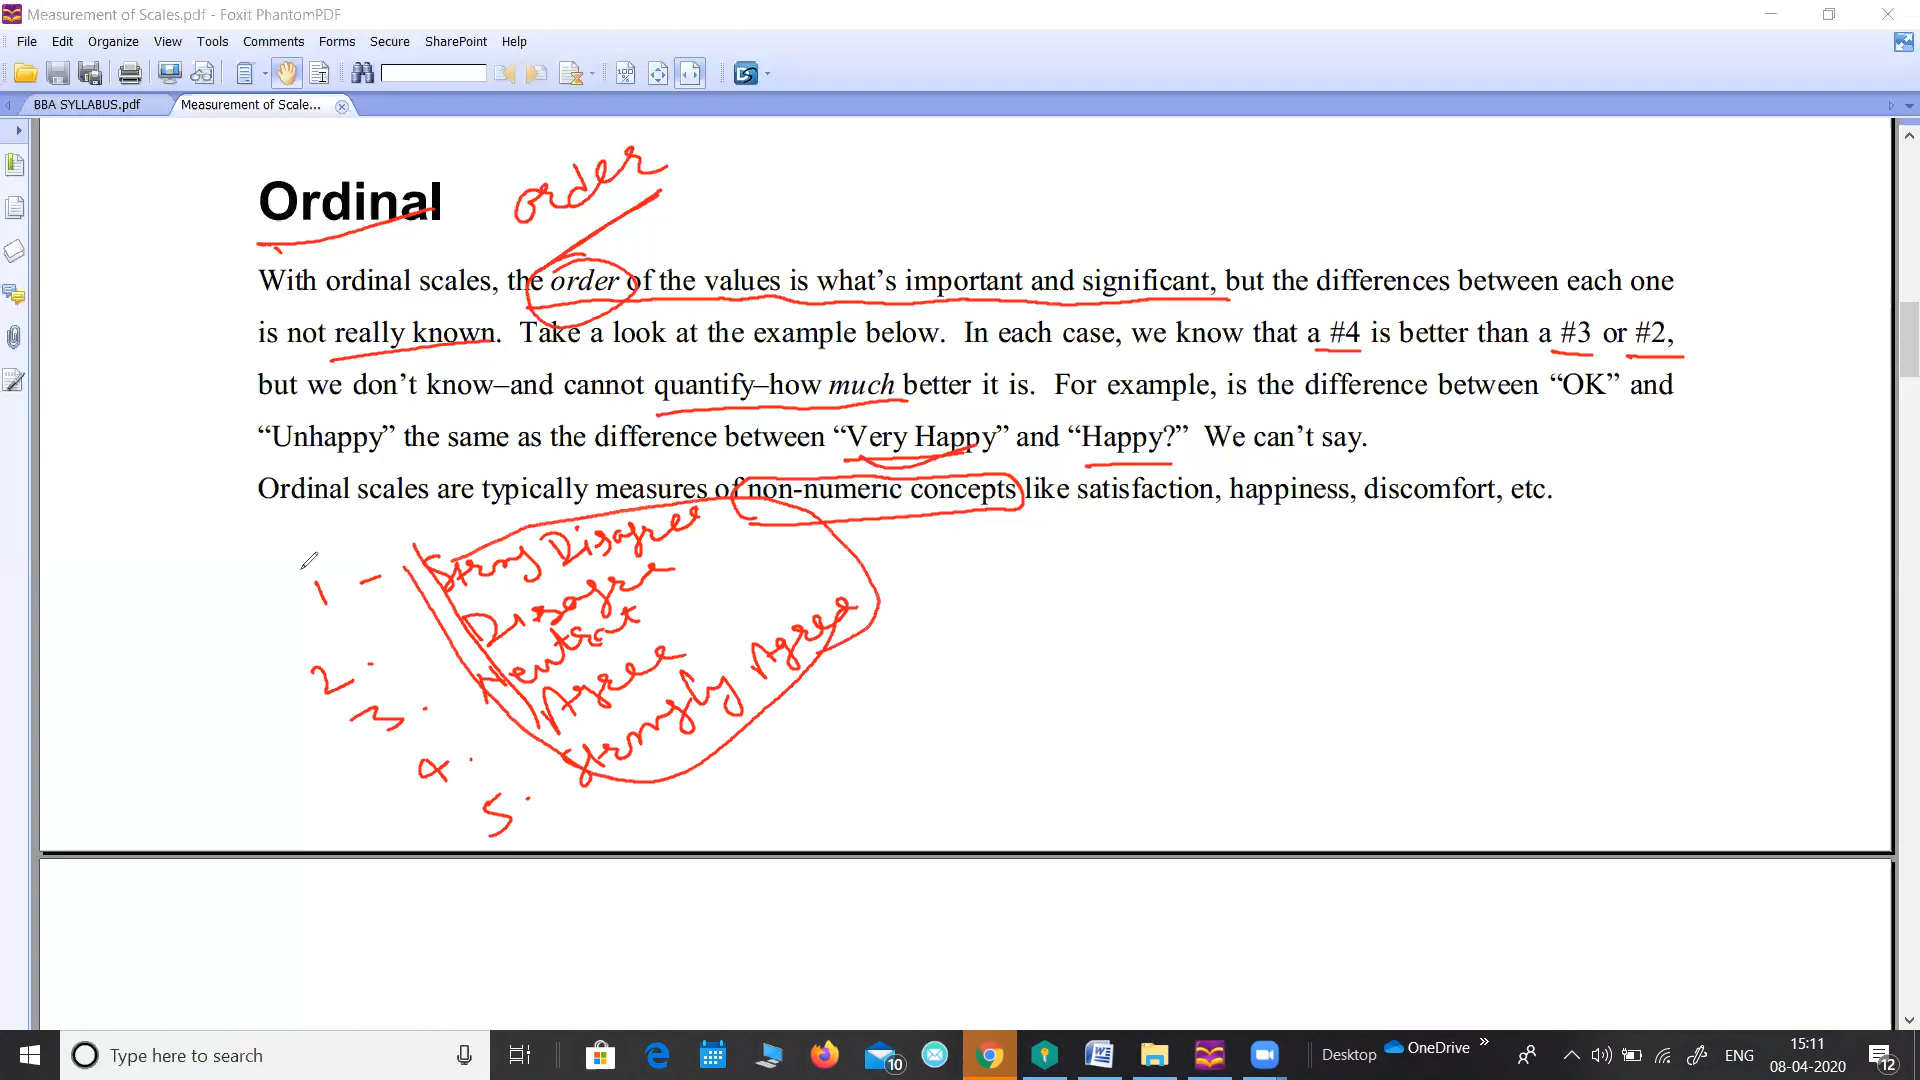 Measurement of Scales.pdf - Foxit PhantomPDF
File Edit Organize View Tools Comments Forms Secure SharePoint Help
BBA SYLLABUS.pdf Measurement of Scale...
Ordinal order
With ordinal scales, the order of the values is what’s important and significant, but the differences between each one
is not really known. Take a look at the example below. In each case, we know that a #4 is better than a #3 or #2,
but we don’t know–and cannot quantify–how much better it is. For example, is the difference between “OK” and
“Unhappy” the same as the difference between “Very Happy” and “Happy?” We can’t say.
Ordinal scales are typically measures of non-numeric concepts like satisfaction, happiness, discomfort, etc.
1 - Strong Disagree
2. Disagree
3. Neutral
4. Agree
5. Strongly Agree
Type here to search 10 Desktop OneDrive » ENG 15:11
08-04-2020 12